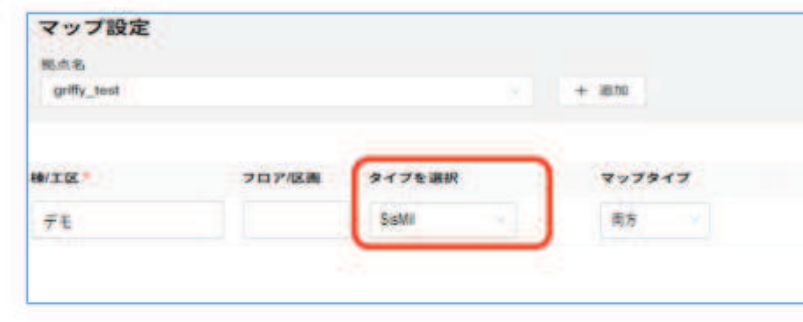 マップ設定
拠点名
griffy_test
+ 追加
棟/工区*
フロア/区画
タイプを選択
マップタイプ
デモ
SisMil
両方